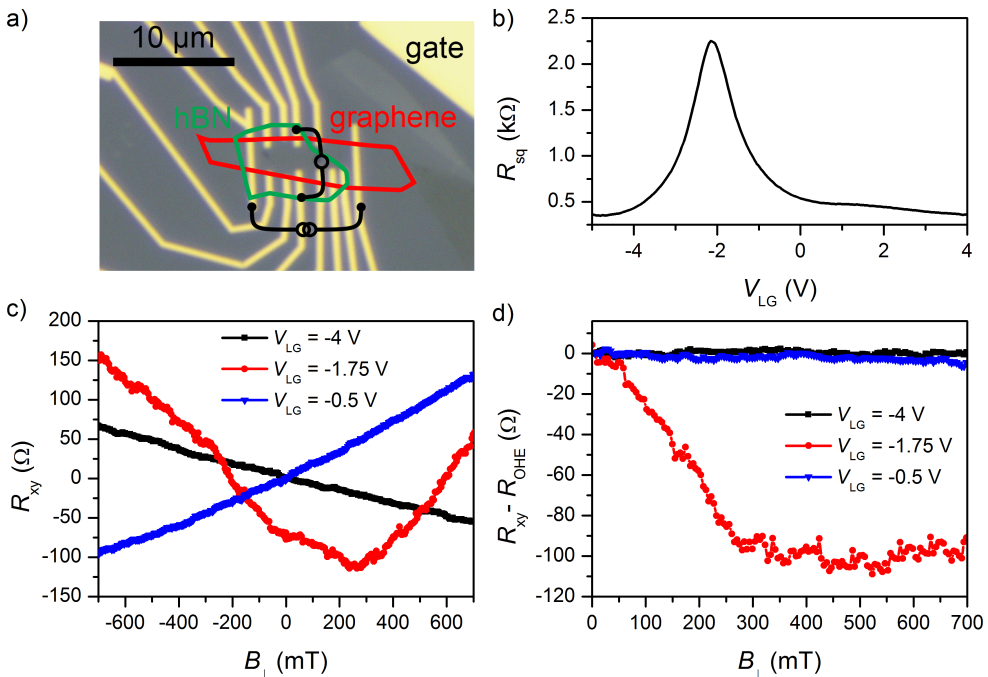 a)
10 µm
gate
hBN
graphene
b)
2.5
2.0
1.5
1.0
0.5
R_sq (kΩ)
-4
-2
0
2
4
V_LG (V)
c)
200
150
100
50
0
-50
-100
-150
R_xy (Ω)
V_LG = -4 V
V_LG = -1.75 V
V_LG = -0.5 V
-600
-400
-200
0
200
400
600
B_⊥ (mT)
d)
0
-20
-40
-60
-80
-100
-120
R_xy - R_OHE (Ω)
V_LG = -4 V
V_LG = -1.75 V
V_LG = -0.5 V
0
100
200
300
400
500
600
700
B_⊥ (mT)